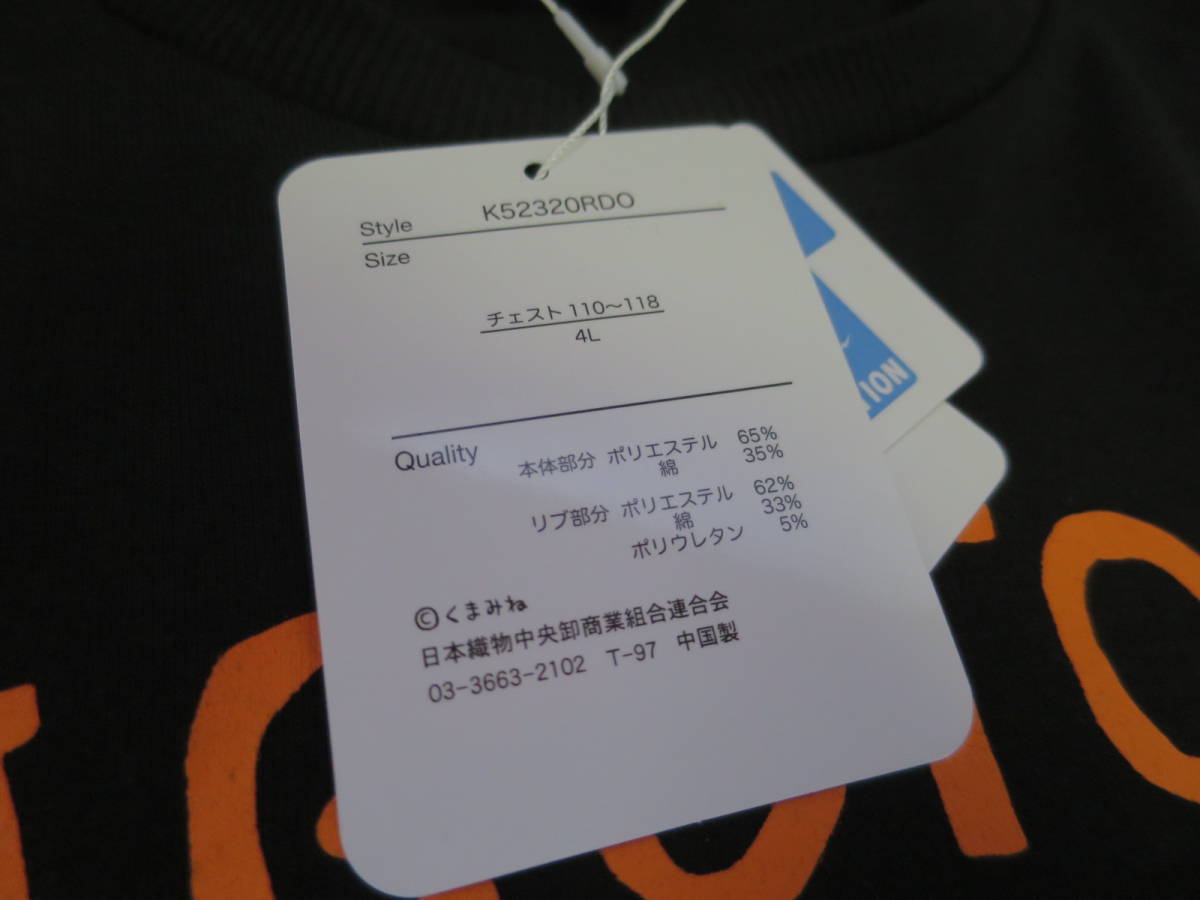 Style K52320RDO
Size
チェスト 110〜118
4L
Quality 本体部分 ポリエステル 65%
綿 35%
リブ部分 ポリエステル 62%
綿 33%
ポリウレタン 5%
©くまみね
日本織物中央卸商業組合連合会
03-3663-2102 T-97 中国製